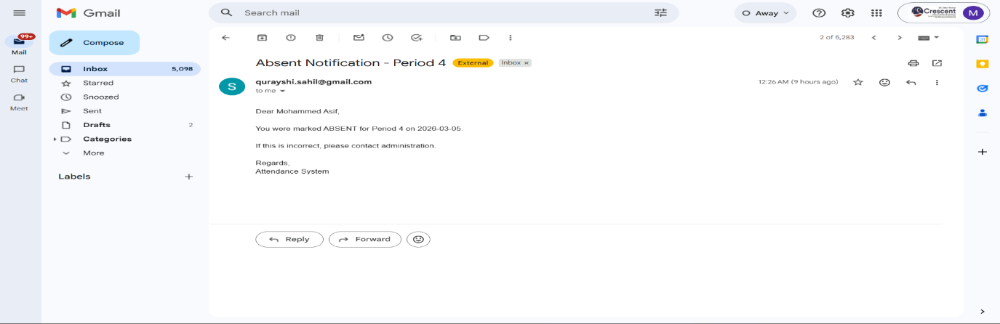 Gmail
Search mail
Away
Crescent
M
99+
Mail
Chat
Meet
Compose
Inbox 5,098
Starred
Snoozed
Sent
Drafts 2
Categories
More
Labels
2 of 5,283
31
Absent Notification - Period 4 External Inbox x
S
qurayshi.sahil@gmail.com 12:26 AM (9 hours ago)
to me
Dear Mohammed Asif,
You were marked ABSENT for Period 4 on 2026-03-05.
If this is incorrect, please contact administration.
Regards,
Attendance System
Reply Forward